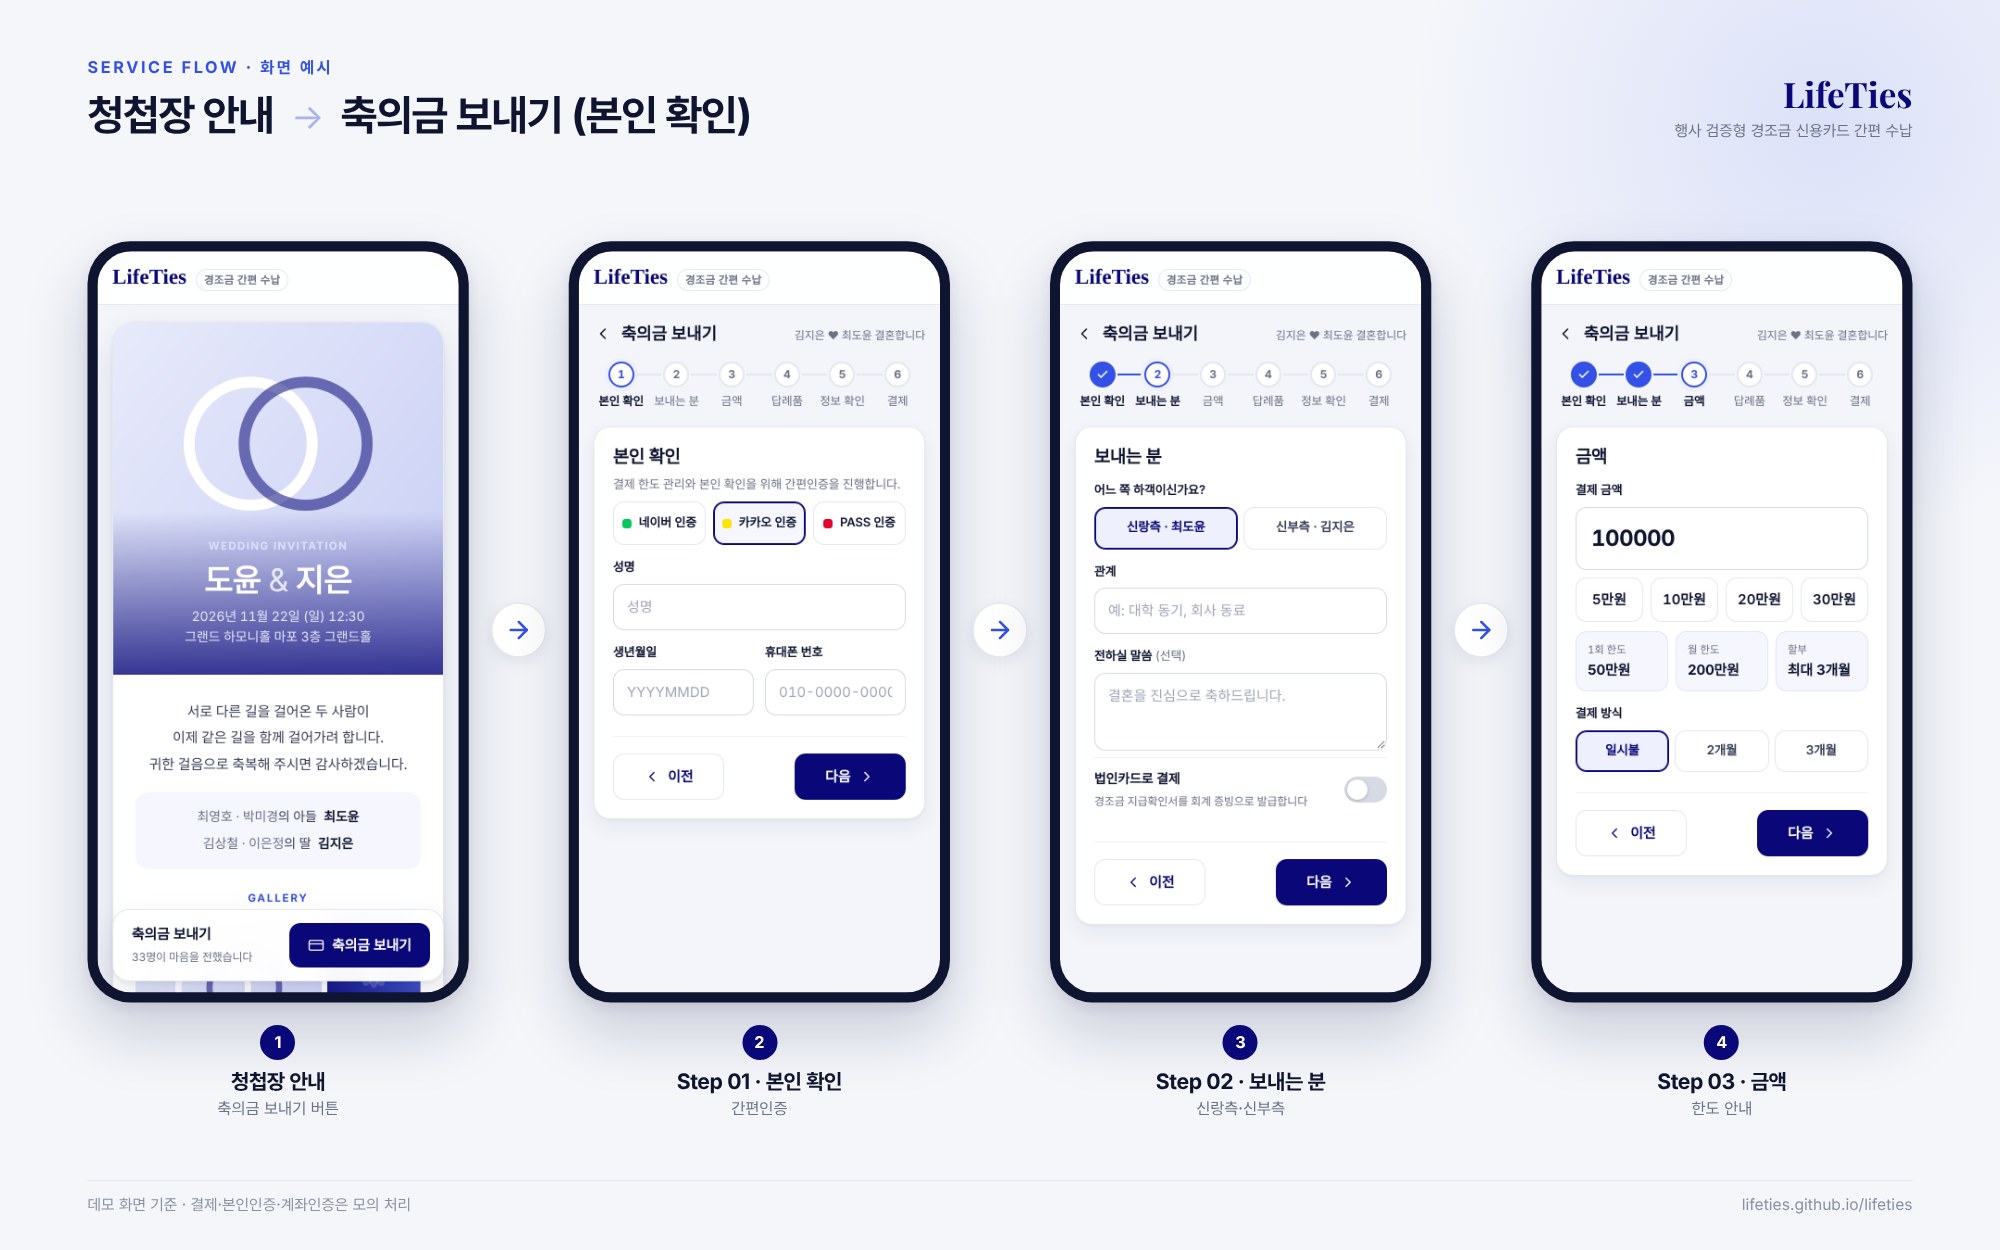 SERVICE FLOW · 화면 예시
청첩장 안내 → 축의금 보내기 (본인 확인)
LifeTies
행사 검증형 경조금 신용카드 간편 수납
LifeTies 경조금 간편 수납
WEDDING INVITATION
도윤 & 지은
2026년 11월 22일 (일) 12:30
그랜드 하모니홀 마포 3층 그랜드홀
서로 다른 길을 걸어온 두 사람이
이제 같은 길을 함께 걸어가려 합니다.
귀한 걸음으로 축복해 주시면 감사하겠습니다.
최영호 · 박미경의 아들 최도윤
김상철 · 이은정의 딸 김지은
GALLERY
축의금 보내기
33명이 마음을 전했습니다
축의금 보내기
1
청첩장 안내
축의금 보내기 버튼
LifeTies 경조금 간편 수납
축의금 보내기 김지은 ♥ 최도윤 결혼합니다
1 2 3 4 5 6
본인 확인 보내는 분 금액 답례품 정보 확인 결제
본인 확인
결제 한도 관리와 본인 확인을 위해 간편인증을 진행합니다.
네이버 인증 카카오 인증 PASS 인증
성명
성명
생년월일 휴대폰 번호
YYYYMMDD 010-0000-0000
이전 다음
2
Step 01 · 본인 확인
간편인증
LifeTies 경조금 간편 수납
축의금 보내기 김지은 ♥ 최도윤 결혼합니다
2 3 4 5 6
본인 확인 보내는 분 금액 답례품 정보 확인 결제
보내는 분
어느 쪽 하객이신가요?
신랑측 · 최도윤 신부측 · 김지은
관계
예: 대학 동기, 회사 동료
전하실 말씀 (선택)
결혼을 진심으로 축하드립니다.
법인카드로 결제
경조금 지급확인서를 회계 증빙으로 발급합니다
이전 다음
3
Step 02 · 보내는 분
신랑측·신부측
LifeTies 경조금 간편 수납
축의금 보내기 김지은 ♥ 최도윤 결혼합니다
3 4 5 6
본인 확인 보내는 분 금액 답례품 정보 확인 결제
금액
결제 금액
100000
5만원 10만원 20만원 30만원
1회 한도 월 한도 할부
50만원 200만원 최대 3개월
결제 방식
일시불 2개월 3개월
이전 다음
4
Step 03 · 금액
한도 안내
데모 화면 기준 · 결제·본인인증·계좌인증은 모의 처리
lifeties.github.io/lifeties